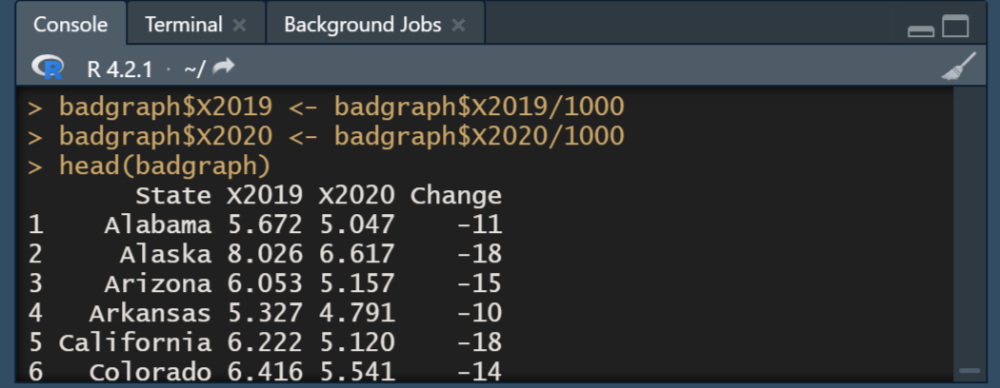 Console Terminal × Background Jobs ×
R R 4.2.1 · ~/
> badgraph$X2019 <- badgraph$X2019/1000
> badgraph$X2020 <- badgraph$X2020/1000
> head(badgraph)
       State X2019 X2020 Change
1    Alabama 5.672 5.047    -11
2     Alaska 8.026 6.617    -18
3    Arizona 6.053 5.157    -15
4   Arkansas 5.327 4.791    -10
5 California 6.222 5.120    -18
6   Colorado 6.416 5.541    -14